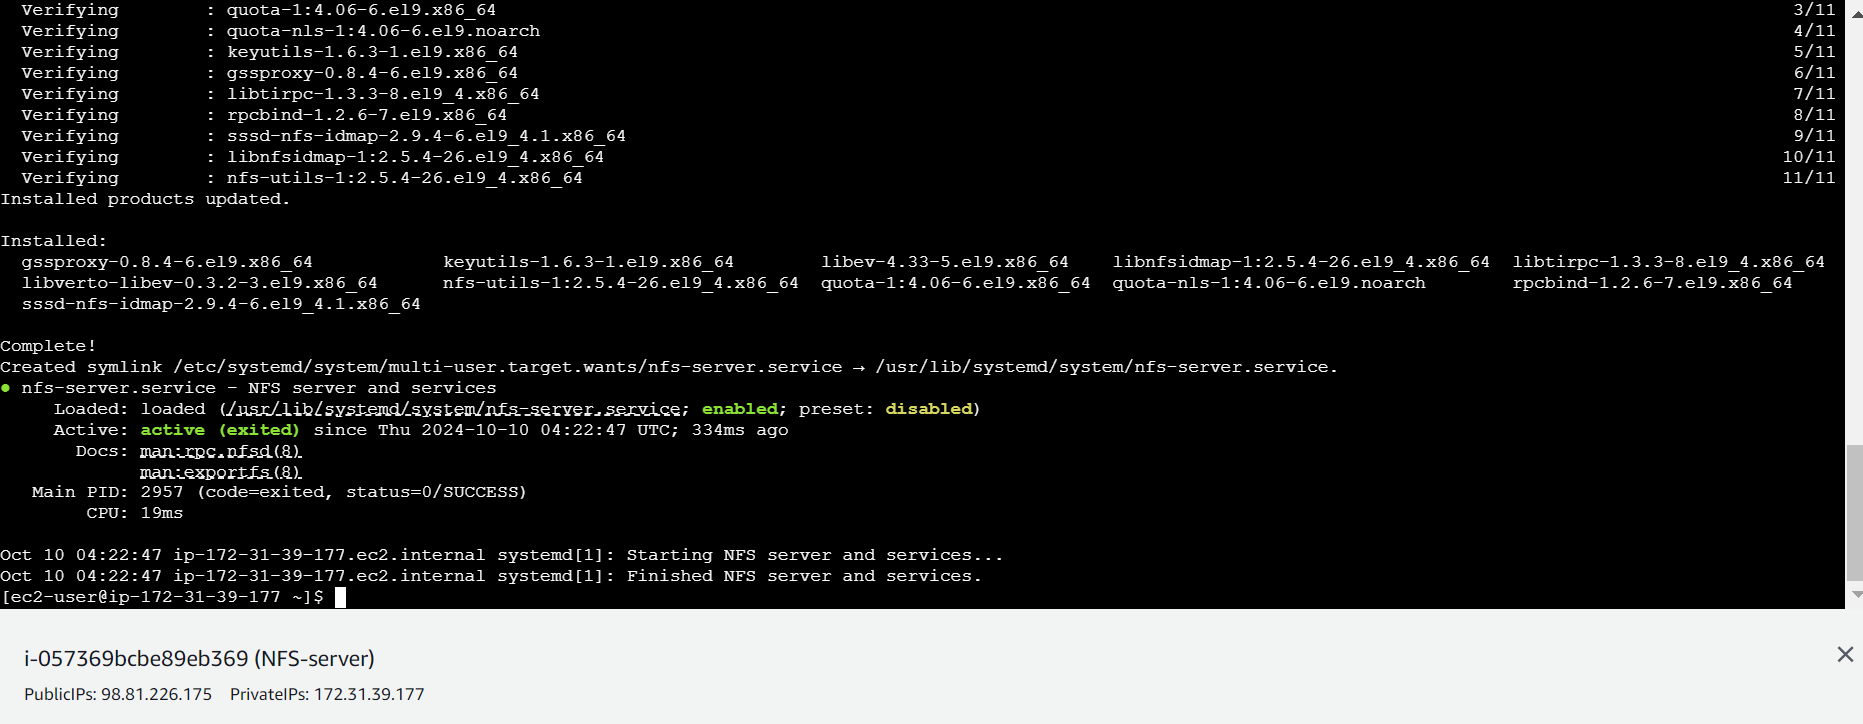 Verifying : quota-1:4.06-6.el9.x86_64 3/11
Verifying : quota-nls-1:4.06-6.el9.noarch 4/11
Verifying : keyutils-1.6.3-1.el9.x86_64 5/11
Verifying : gssproxy-0.8.4-6.el9.x86_64 6/11
Verifying : libtirpc-1.3.3-8.el9_4.x86_64 7/11
Verifying : rpcbind-1.2.6-7.el9.x86_64 8/11
Verifying : sssd-nfs-idmap-2.9.4-6.el9_4.1.x86_64 9/11
Verifying : libnfsidmap-1:2.5.4-26.el9_4.x86_64 10/11
Verifying : nfs-utils-1:2.5.4-26.el9_4.x86_64 11/11
Installed products updated.
Installed:
gssproxy-0.8.4-6.el9.x86_64 keyutils-1.6.3-1.el9.x86_64 libev-4.33-5.el9.x86_64 libnfsidmap-1:2.5.4-26.el9_4.x86_64 libtirpc-1.3.3-8.el9_4.x86_64
libverto-libev-0.3.2-3.el9.x86_64 nfs-utils-1:2.5.4-26.el9_4.x86_64 quota-1:4.06-6.el9.x86_64 quota-nls-1:4.06-6.el9.noarch rpcbind-1.2.6-7.el9.x86_64
sssd-nfs-idmap-2.9.4-6.el9_4.1.x86_64
Complete!
Created symlink /etc/systemd/system/multi-user.target.wants/nfs-server.service → /usr/lib/systemd/system/nfs-server.service.
● nfs-server.service - NFS server and services
Loaded: loaded (/usr/lib/systemd/system/nfs-server.service; enabled; preset: disabled)
Active: active (exited) since Thu 2024-10-10 04:22:47 UTC; 334ms ago
Docs: man:rpc.nfsd(8)
man:exportfs(8)
Main PID: 2957 (code=exited, status=0/SUCCESS)
CPU: 19ms
Oct 10 04:22:47 ip-172-31-39-177.ec2.internal systemd[1]: Starting NFS server and services...
Oct 10 04:22:47 ip-172-31-39-177.ec2.internal systemd[1]: Finished NFS server and services.
[ec2-user@ip-172-31-39-177 ~]$
i-057369bcbe89eb369 (NFS-server)
PublicIPs: 98.81.226.175 PrivateIPs: 172.31.39.177